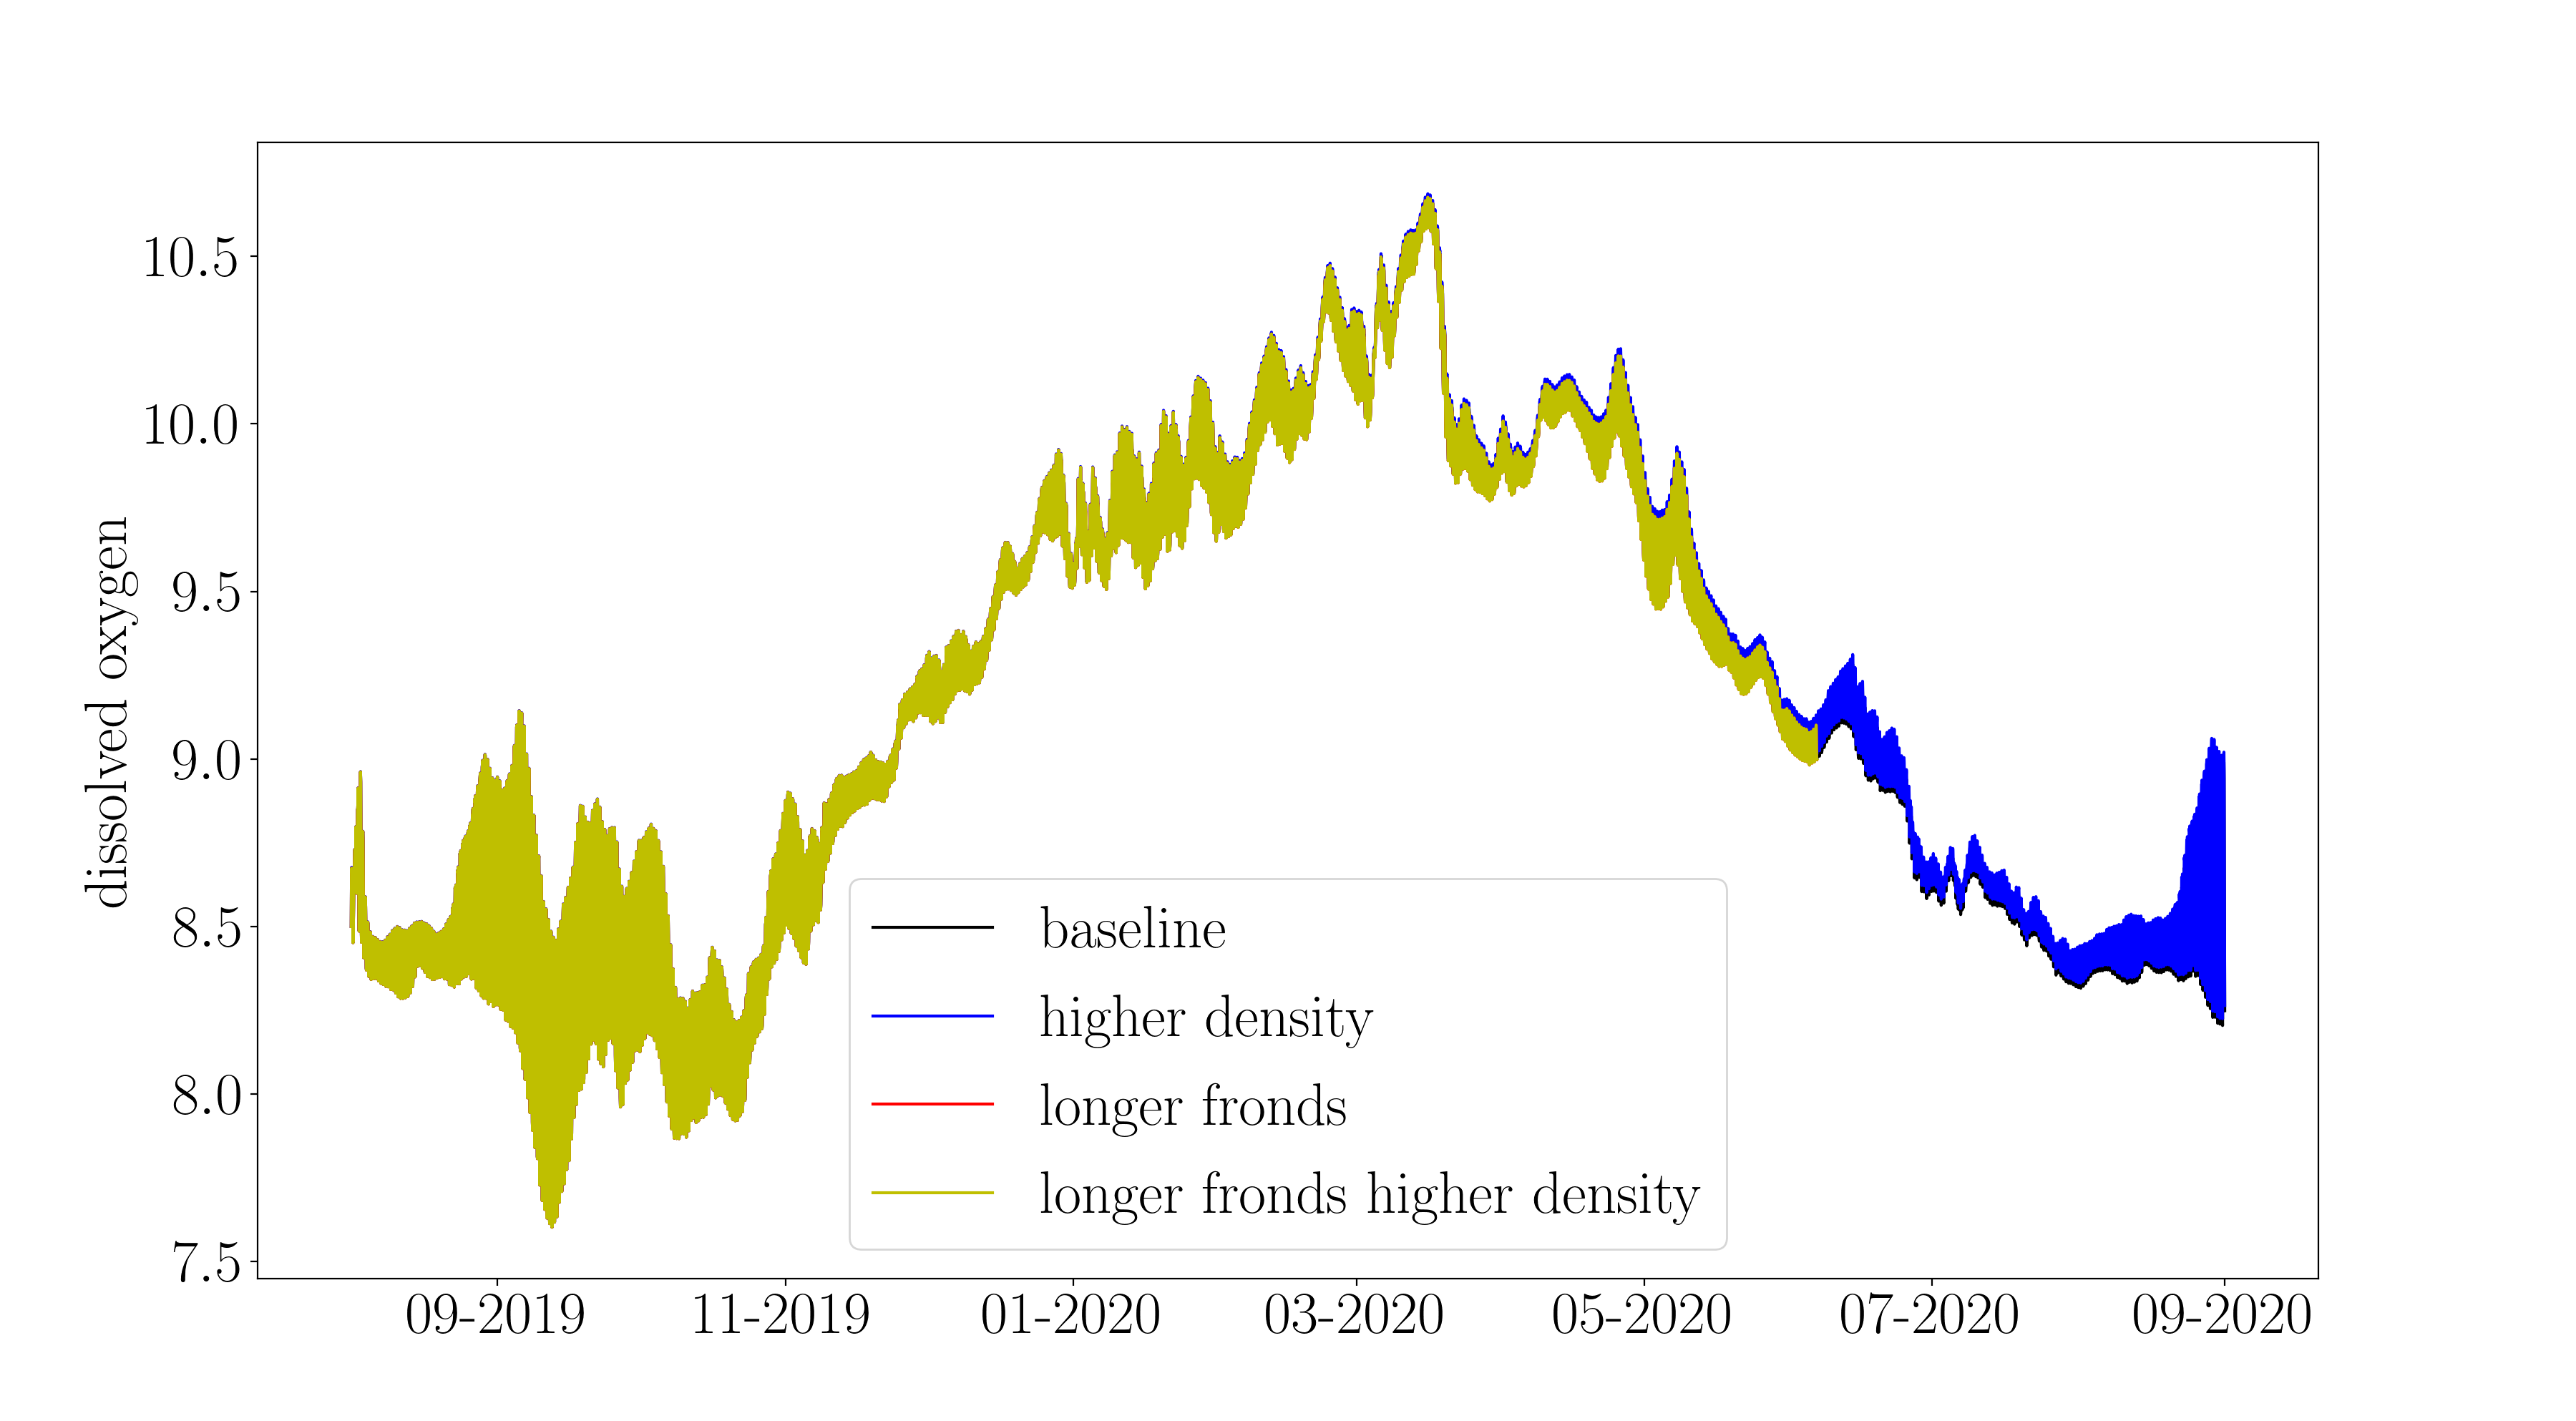 dissolved oxygen
10.5
10.0
9.5
9.0
8.5
8.0
7.5
baseline
higher density
longer fronds
longer fronds higher density
09-2019 11-2019 01-2020 03-2020 05-2020 07-2020 09-2020